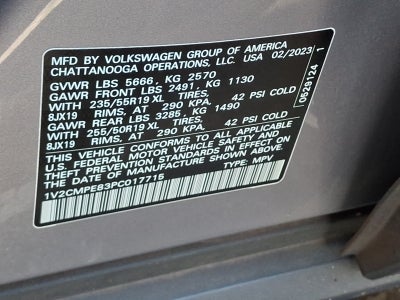 MFD BY VOLKSWAGEN GROUP OF AMERICA
CHATTANOOGA OPERATIONS, LLC. USA 02/2023
GVWR LBS 5666, KG 2570
GAWR FRONT LBS 2491, KG 1130
WITH 235/55R19 XL TIRES,
8JX19 RIMS, AT 290 KPA. 42 PSI COLD
GAWR REAR LBS 3285, KG 1490
WITH 255/50R19 XL TIRES,
8JX19 RIMS, AT 290 KPA. 42 PSI COLD
THIS VEHICLE CONFORMS TO ALL APPLICABLE
U.S. FEDERAL MOTOR VEHICLE SAFETY AND
THEFT PREVENTION STANDARDS IN EFFECT ON
THE DATE OF MANUFACTURE SHOWN ABOVE.
1V2CMPE83PC017715 TYPE: MPV
0529124 1